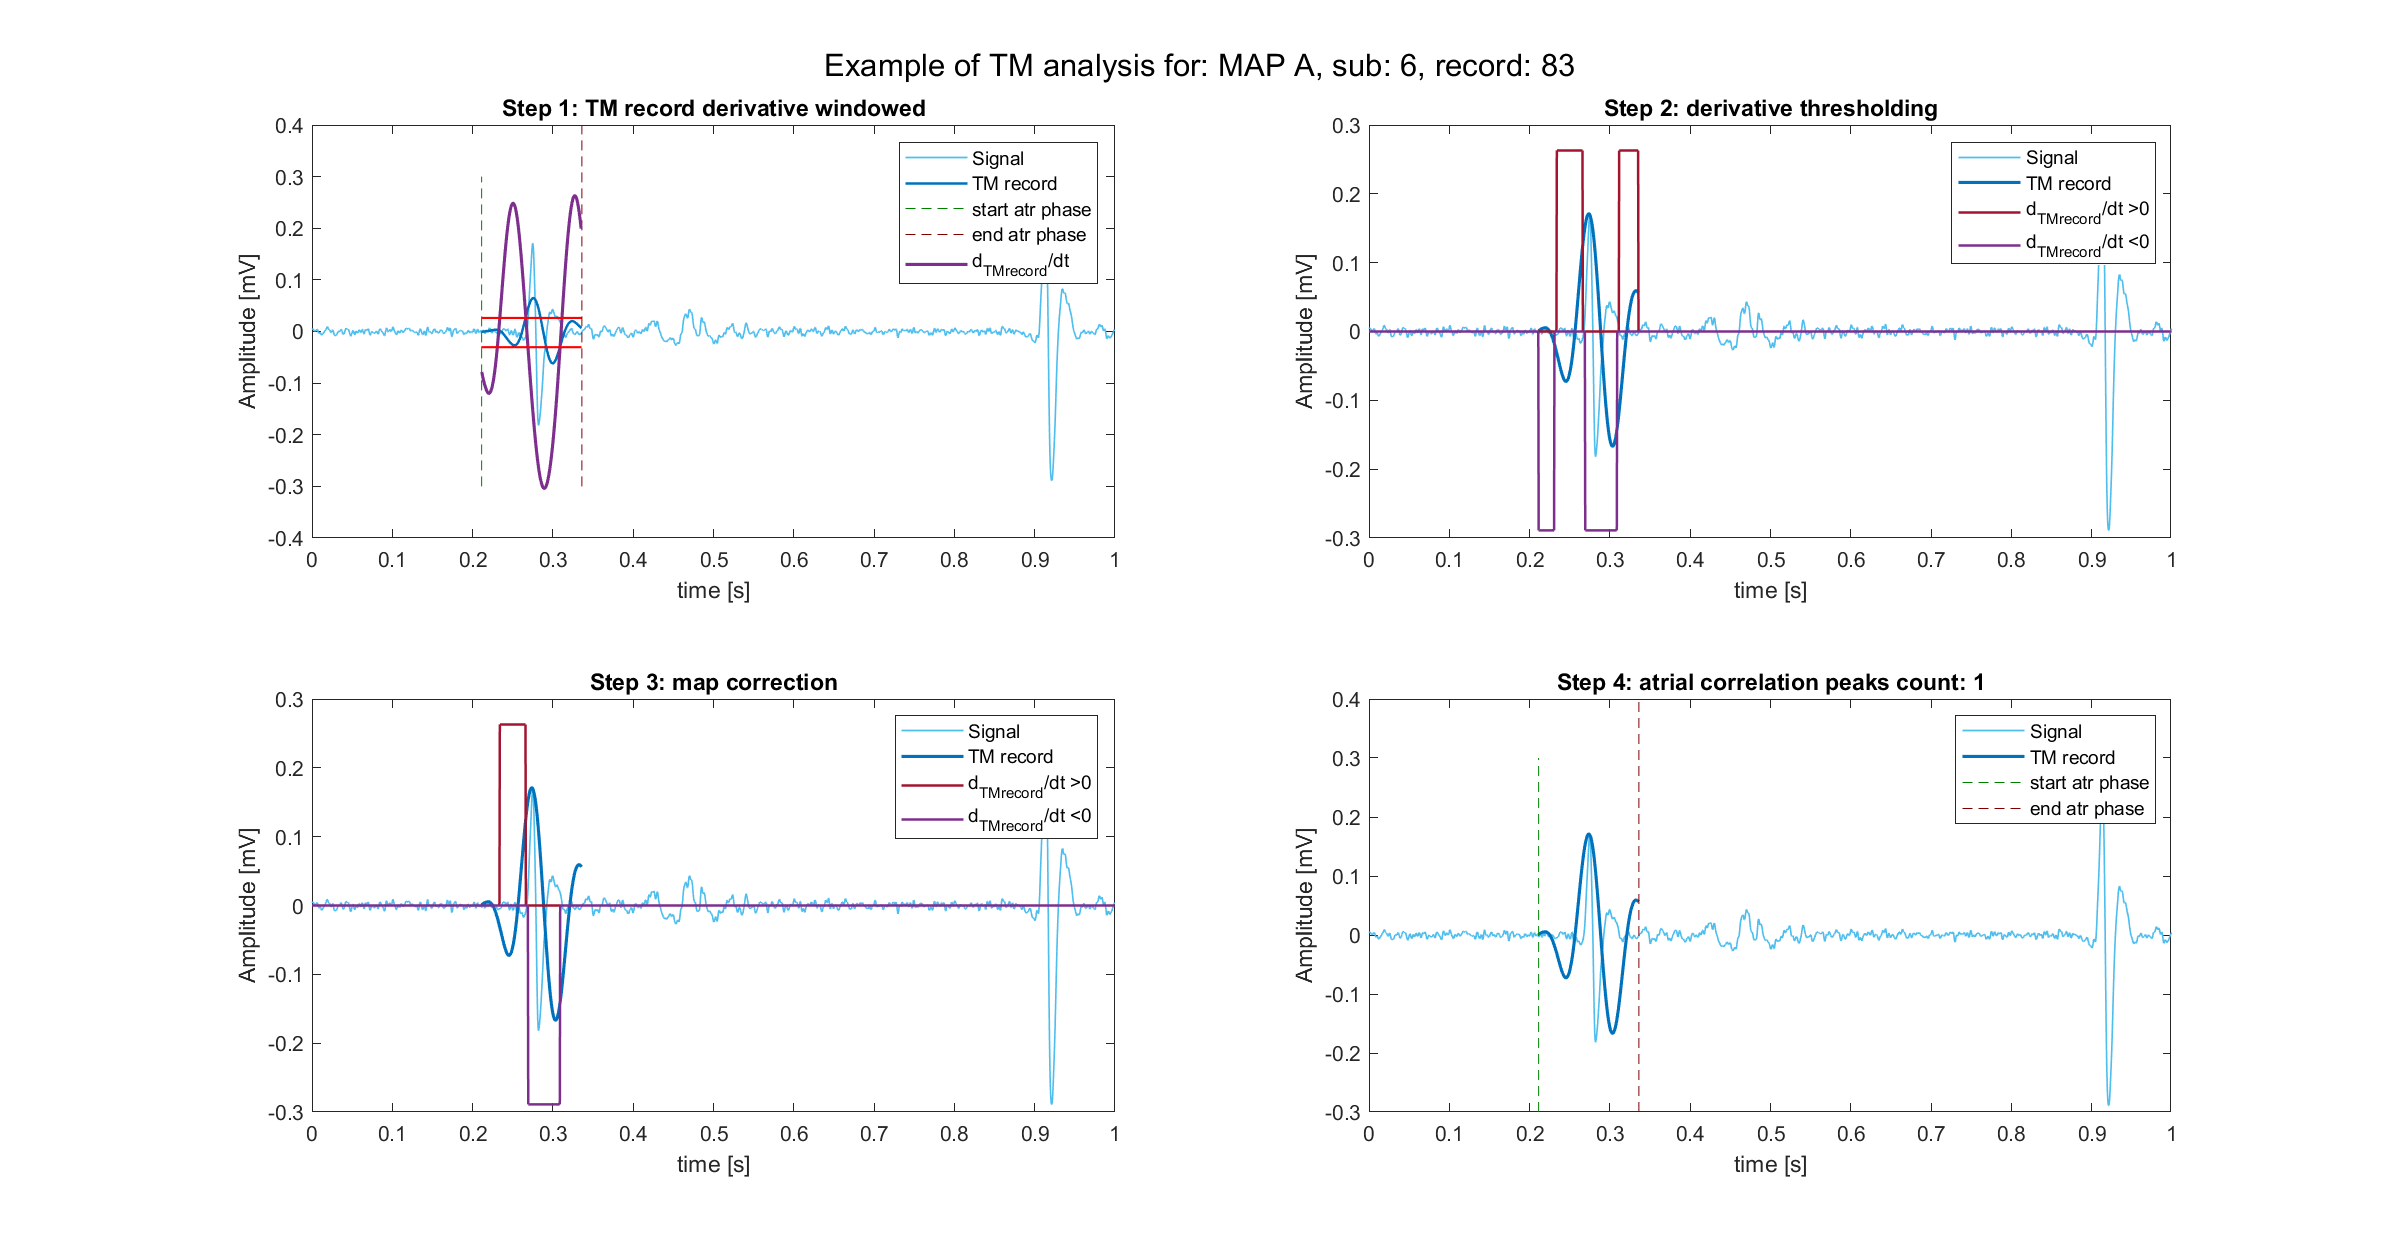 Example of TM analysis for: MAP A, sub: 6, record: 83
Step 1: TM record derivative windowed
Amplitude [mV]
0.4
0.3
0.2
0.1
0
-0.1
-0.2
-0.3
-0.4
Signal
TM record
start atr phase
end atr phase
dTMrecord/dt
0 0.1 0.2 0.3 0.4 0.5 0.6 0.7 0.8 0.9 1
time [s]
Step 2: derivative thresholding
Amplitude [mV]
0.3
0.2
0.1
0
-0.1
-0.2
-0.3
Signal
TM record
dTMrecord/dt >0
dTMrecord/dt <0
0 0.1 0.2 0.3 0.4 0.5 0.6 0.7 0.8 0.9 1
time [s]
Step 3: map correction
Amplitude [mV]
0.3
0.2
0.1
0
-0.1
-0.2
-0.3
Signal
TM record
dTMrecord/dt >0
dTMrecord/dt <0
0 0.1 0.2 0.3 0.4 0.5 0.6 0.7 0.8 0.9 1
time [s]
Step 4: atrial correlation peaks count: 1
Amplitude [mV]
0.4
0.3
0.2
0.1
0
-0.1
-0.2
-0.3
Signal
TM record
start atr phase
end atr phase
0 0.1 0.2 0.3 0.4 0.5 0.6 0.7 0.8 0.9 1
time [s]